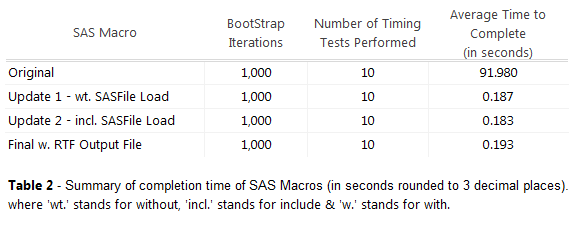 SAS Macro BootStrap Iterations Number of Timing Tests Performed Average Time to Complete (in seconds)
Original 1,000 10 91.980
Update 1 - wt. SASFile Load 1,000 10 0.187
Update 2 - incl. SASFile Load 1,000 10 0.183
Final w. RTF Output File 1,000 10 0.193
Table 2 - Summary of completion time of SAS Macros (in seconds rounded to 3 decimal places).
where 'wt.' stands for without, 'incl.' stands for include & 'w.' stands for with.